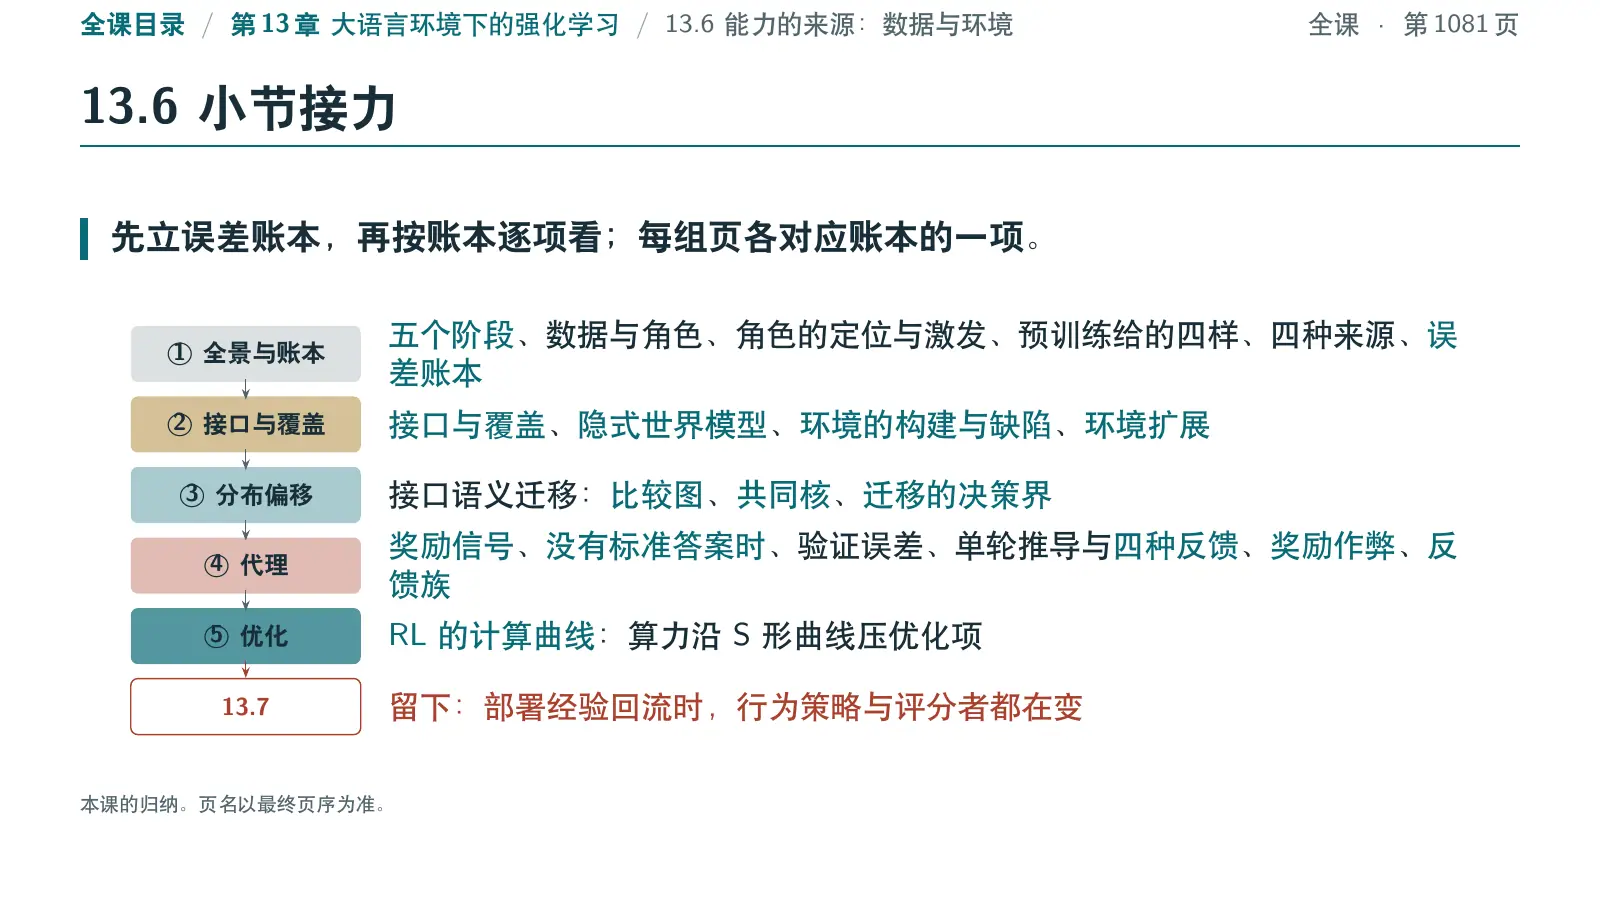 全课目录 / 第 13 章 大语言环境下的强化学习 / 13.6 能力的来源：数据与环境
全课 · 第 1081 页
13.6 小节接力
先立误差账本，再按账本逐项看；每组页各对应账本的一项。
① 全景与账本
五个阶段、数据与角色、角色的定位与激发、预训练给的四样、四种来源、误
差账本
② 接口与覆盖
接口与覆盖、隐式世界模型、环境的构建与缺陷、环境扩展
③ 分布偏移
接口语义迁移：比较图、共同核、迁移的决策界
④ 代理
奖励信号、没有标准答案时、验证误差、单轮推导与四种反馈、奖励作弊、反
馈族
⑤ 优化
RL 的计算曲线：算力沿 S 形曲线压优化项
13.7
留下：部署经验回流时，行为策略与评分者都在变
本课的归纳。页名以最终页序为准。